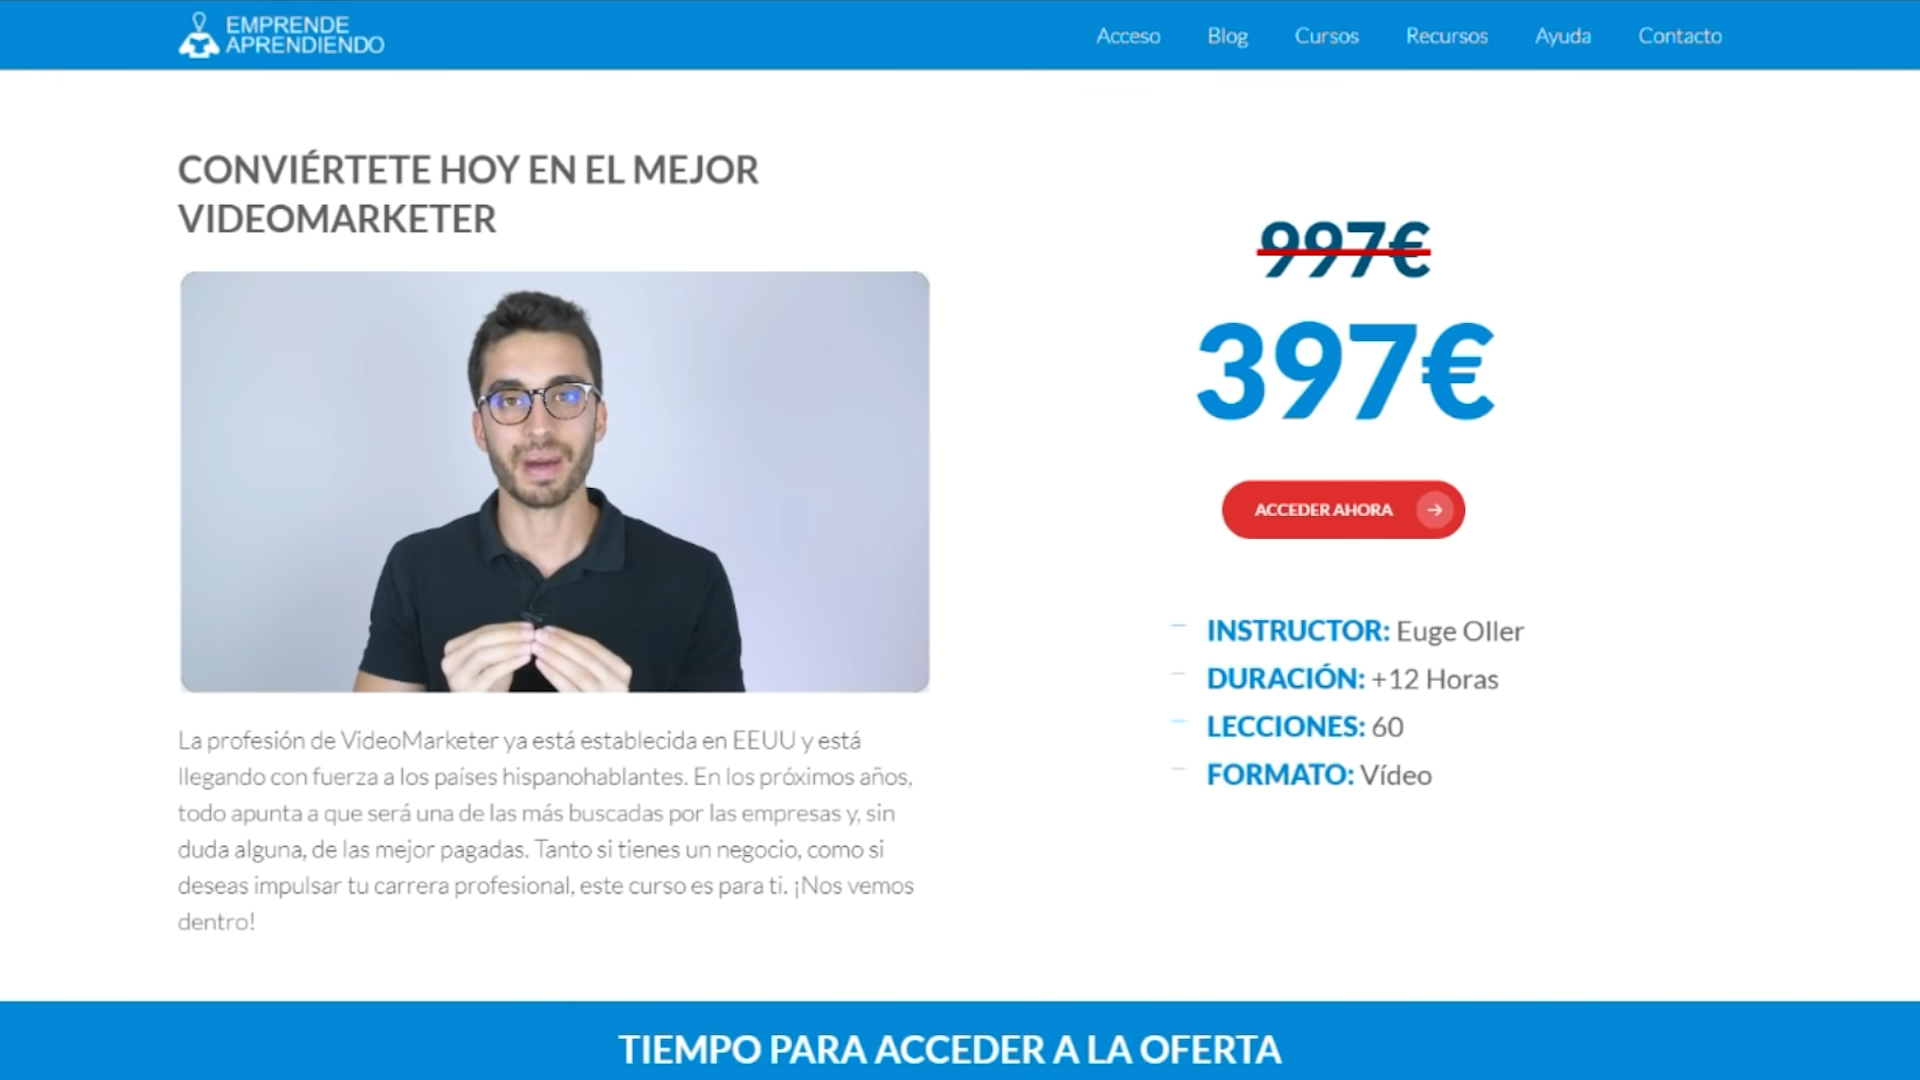 EMPRENDE
APRENDIENDO
Acceso
Blog
Cursos
Recursos
Ayuda
Contacto
CONVIÉRTETE HOY EN EL MEJOR
VIDEOMARKETER
997€
397€
ACCEDER AHORA
INSTRUCTOR: Euge Oller
DURACIÓN: +12 Horas
LECCIONES: 60
FORMATO: Vídeo
La profesión de VideoMarketer ya está establecida en EEUU y está
llegando con fuerza a los países hispanohablantes. En los próximos años,
todo apunta a que será una de las más buscadas por las empresas y, sin
duda alguna, de las mejor pagadas. Tanto si tienes un negocio, como si
deseas impulsar tu carrera profesional, este curso es para ti. ¡Nos vemos
dentro!
TIEMPO PARA ACCEDER A LA OFERTA